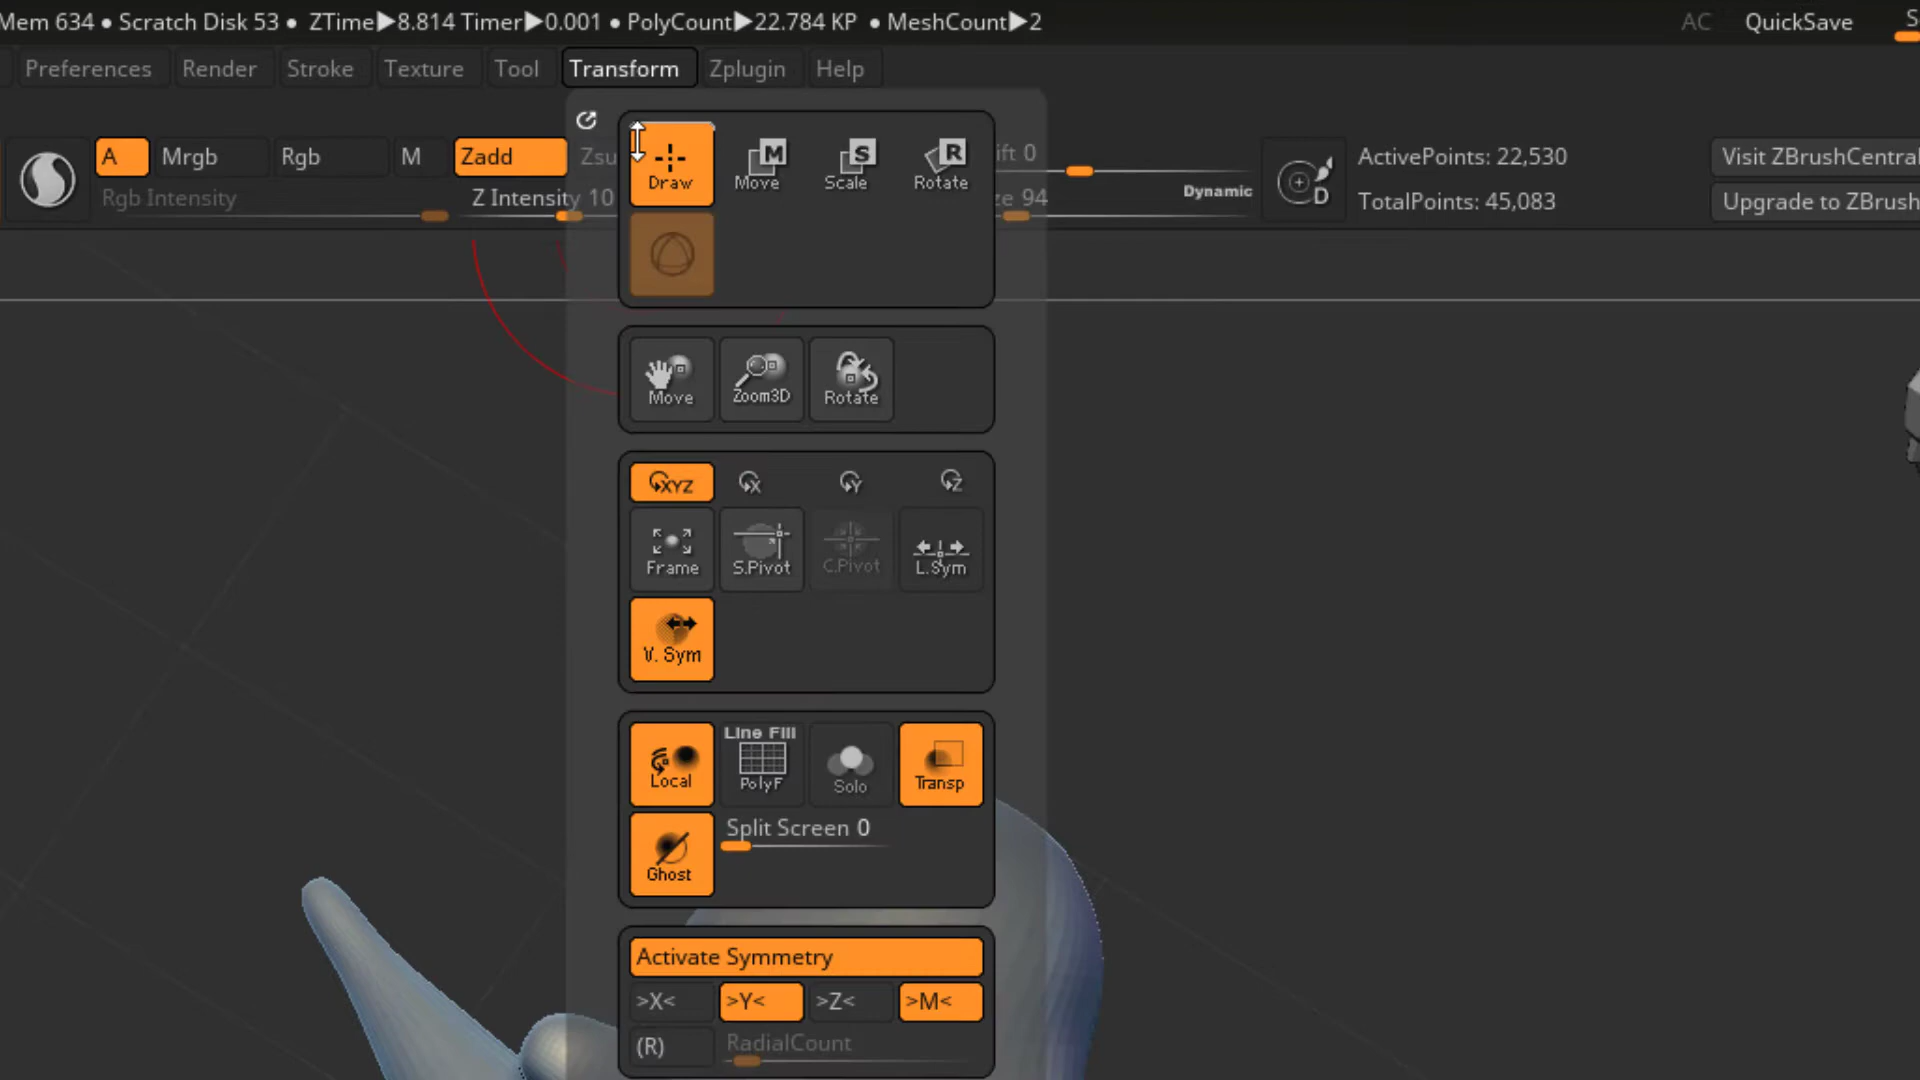 Mem 634 • Scratch Disk 53 • ZTime▶8.814 Timer▶0.001 • PolyCount▶22.784 KP • MeshCount▶2
AC QuickSave S
Preferences Render Stroke Texture Tool Transform Zplugin Help
A Mrgb Rgb M Zadd Zsu
Rgb Intensity Z Intensity 10
Draw M Move S Scale R Rotate
ift 0
ze 94
Dynamic
D
ActivePoints: 22,530
TotalPoints: 45,083
Visit ZBrushCentral
Upgrade to ZBrush
Move Zoom3D Rotate
XYZ X Y Z
Frame S.Pivot C.Pivot L.Sym
V. Sym
Line Fill
Local PolyF Solo Transp
Split Screen 0
Ghost
Activate Symmetry
>X< >Y< >Z< >M<
(R) RadialCount